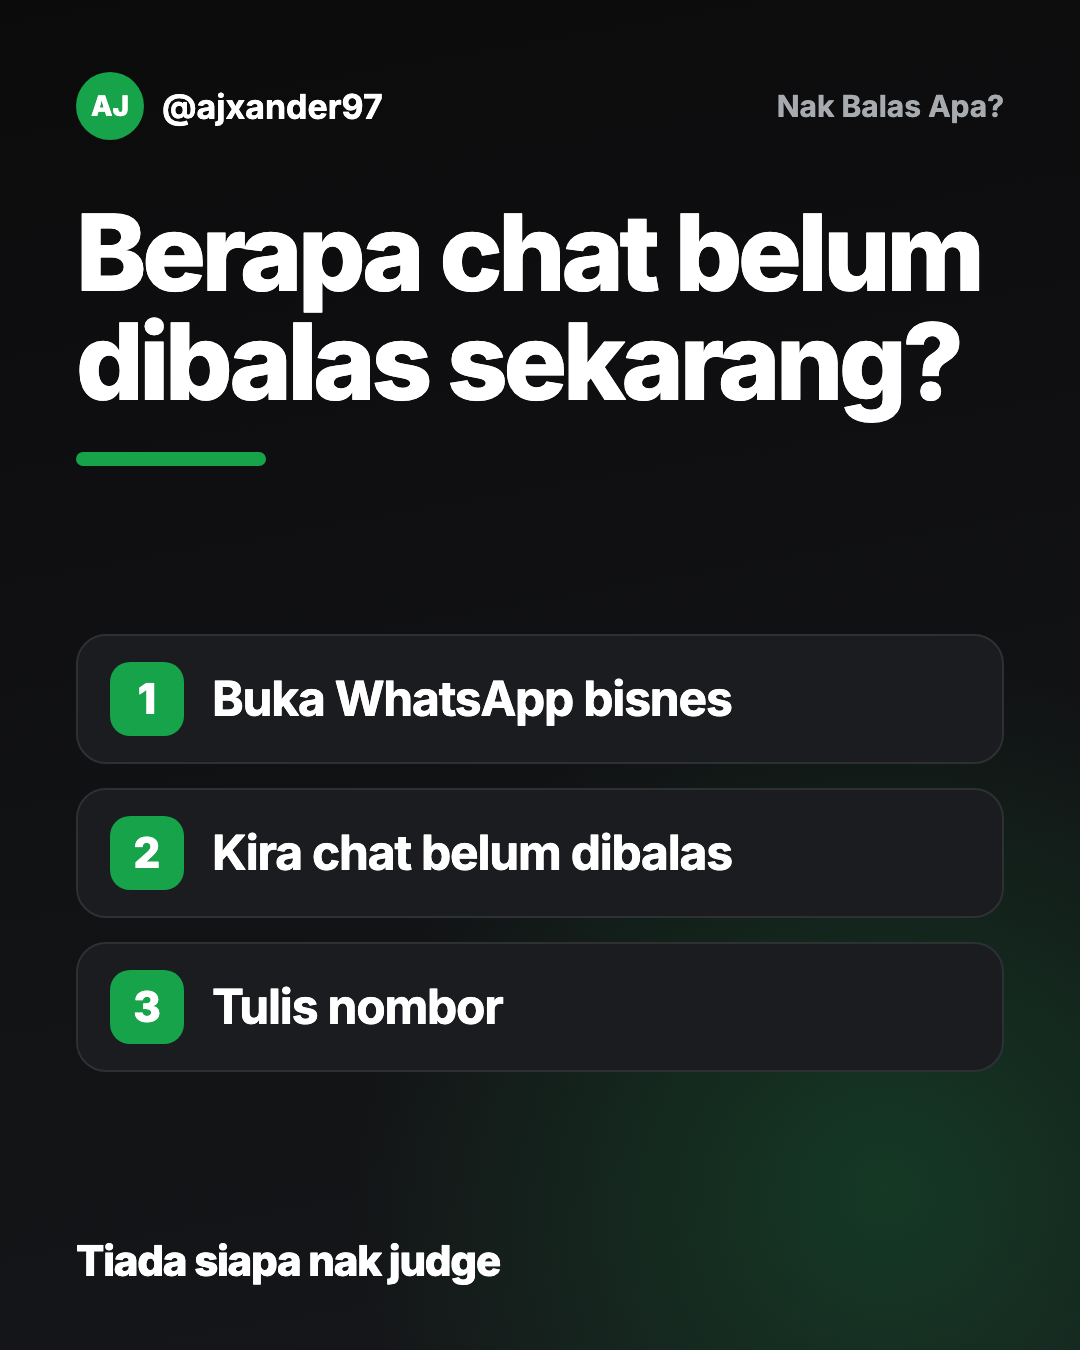 AJ @ajxander97
Nak Balas Apa?
Berapa chat belum
dibalas sekarang?
1 Buka WhatsApp bisnes
2 Kira chat belum dibalas
3 Tulis nombor
Tiada siapa nak judge